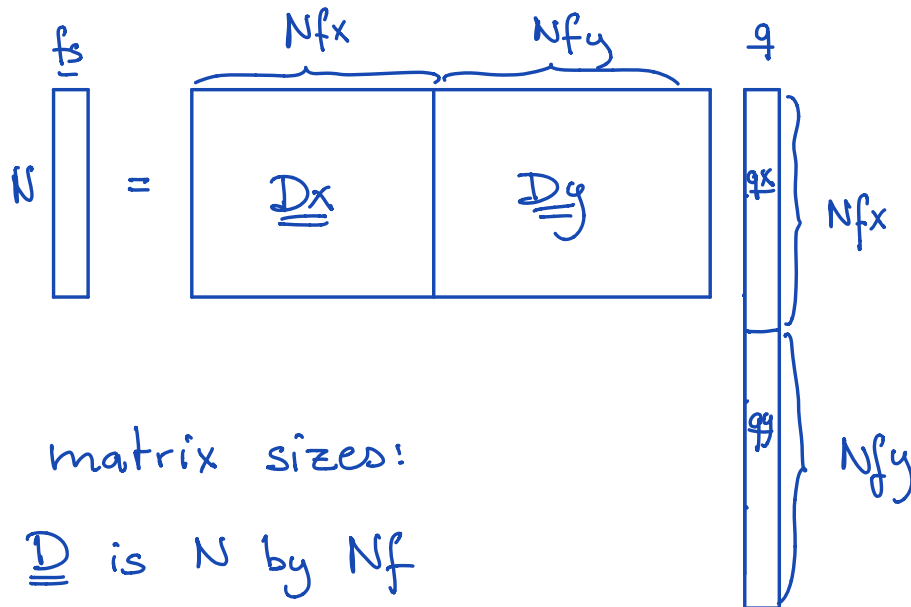 fs
Nfx Nfy q
N = Dx Dy qx Nfx
qy Nfy
matrix sizes:
D is N by Nf